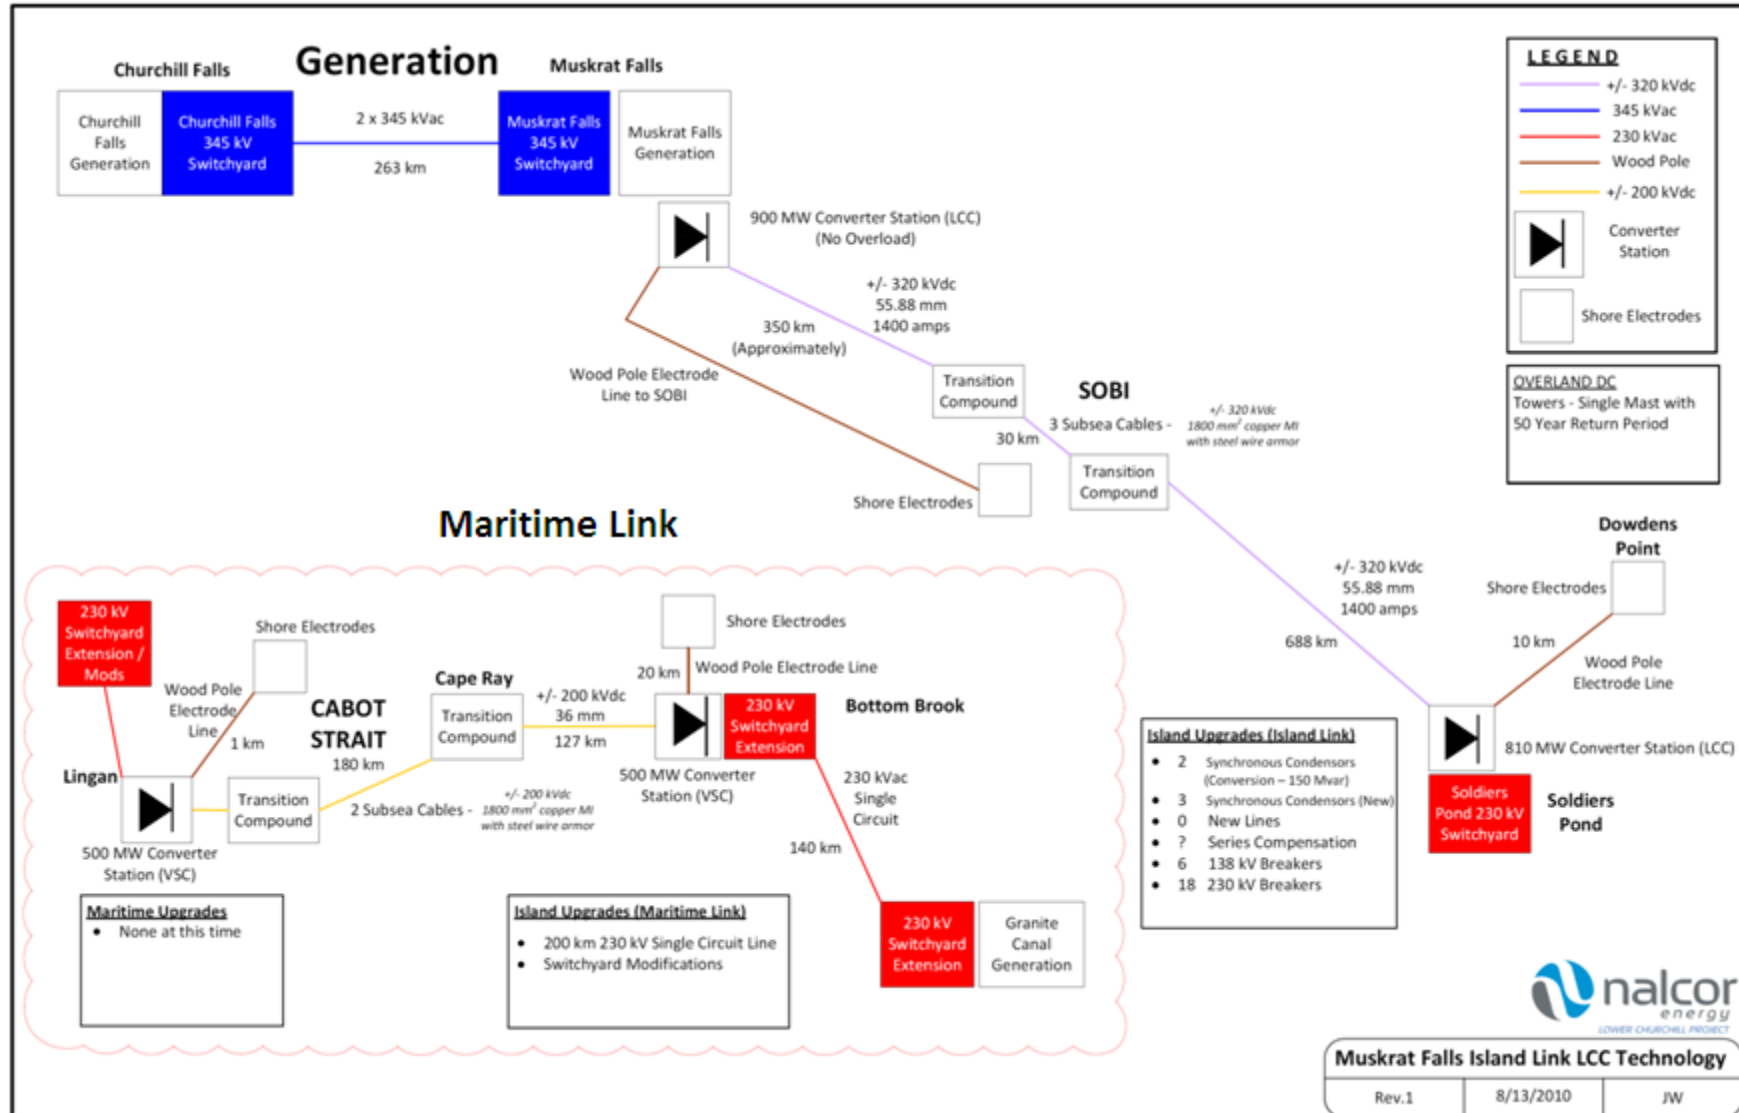 Generation
Churchill Falls
Muskrat Falls
Churchill
Falls
Generation
Churchill Falls
345 kV
Switchyard
2 x 345 kVac
263 km
Muskrat Falls
345 kV
Switchyard
Muskrat Falls
Generation
900 MW Converter Station (LCC)
(No Overload)
+/- 320 kVdc
55.88 mm
1400 amps
350 km
(Approximately)
Wood Pole Electrode
Line to SOBI
Transition
Compound
SOBI
30 km
3 Subsea Cables -
+/- 320 kVdc
1800 mm² copper MI
with steel wire armor
Transition
Compound
Shore Electrodes
LEGEND
+/- 320 kVdc
345 kVac
230 kVac
Wood Pole
+/- 200 kVdc
Converter
Station
Shore Electrodes
OVERLAND DC
Towers - Single Mast with
50 Year Return Period
+/- 320 kVdc
55.88 mm
1400 amps
688 km
Dowdens
Point
Shore Electrodes
10 km
Wood Pole
Electrode Line
810 MW Converter Station (LCC)
Soldiers
Pond 230 kV
Switchyard
Soldiers
Pond
Maritime Link
230 kV
Switchyard
Extension /
Mods
Shore Electrodes
Wood Pole
Electrode
Line
1 km
Lingan
500 MW Converter
Station (VSC)
Transition
Compound
CABOT
STRAIT
180 km
2 Subsea Cables -
+/- 200 kVdc
1800 mm² copper MI
with steel wire armor
Cape Ray
Transition
Compound
+/- 200 kVdc
36 mm
127 km
Shore Electrodes
20 km
Wood Pole Electrode Line
500 MW Converter
Station (VSC)
230 kV
Switchyard
Extension
Bottom Brook
230 kVac
Single
Circuit
140 km
230 kV
Switchyard
Extension
Granite
Canal
Generation
Maritime Upgrades
• None at this time
Island Upgrades (Maritime Link)
• 200 km 230 kV Single Circuit Line
• Switchyard Modifications
Island Upgrades (Island Link)
• 2 Synchronous Condensors
(Conversion – 150 Mvar)
• 3 Synchronous Condensors (New)
• 0 New Lines
• ? Series Compensation
• 6 138 kV Breakers
• 18 230 kV Breakers
nalcor
energy
LOWER CHURCHILL PROJECT
Muskrat Falls Island Link LCC Technology
Rev.1
8/13/2010
JW